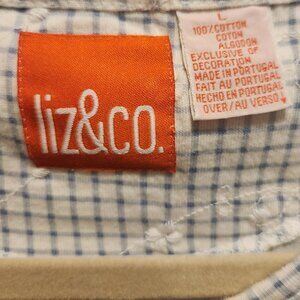 liz&co.
L
100% COTTON
COTON
ALGODON
EXCLUSIVE OF
DECORATION
MADE IN PORTUGAL
FAIT AU PORTUGAL
HECHO EN PORTUGAL
OVER/AU VERSO